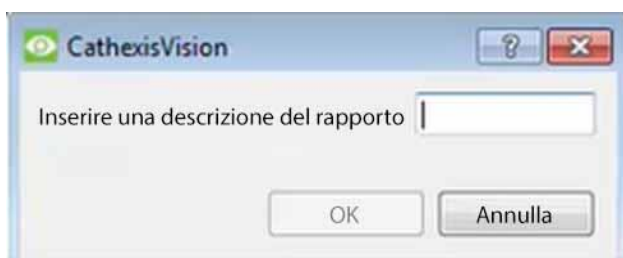 CathexisVision
Inserire una descrizione del rapporto
OK
Annulla